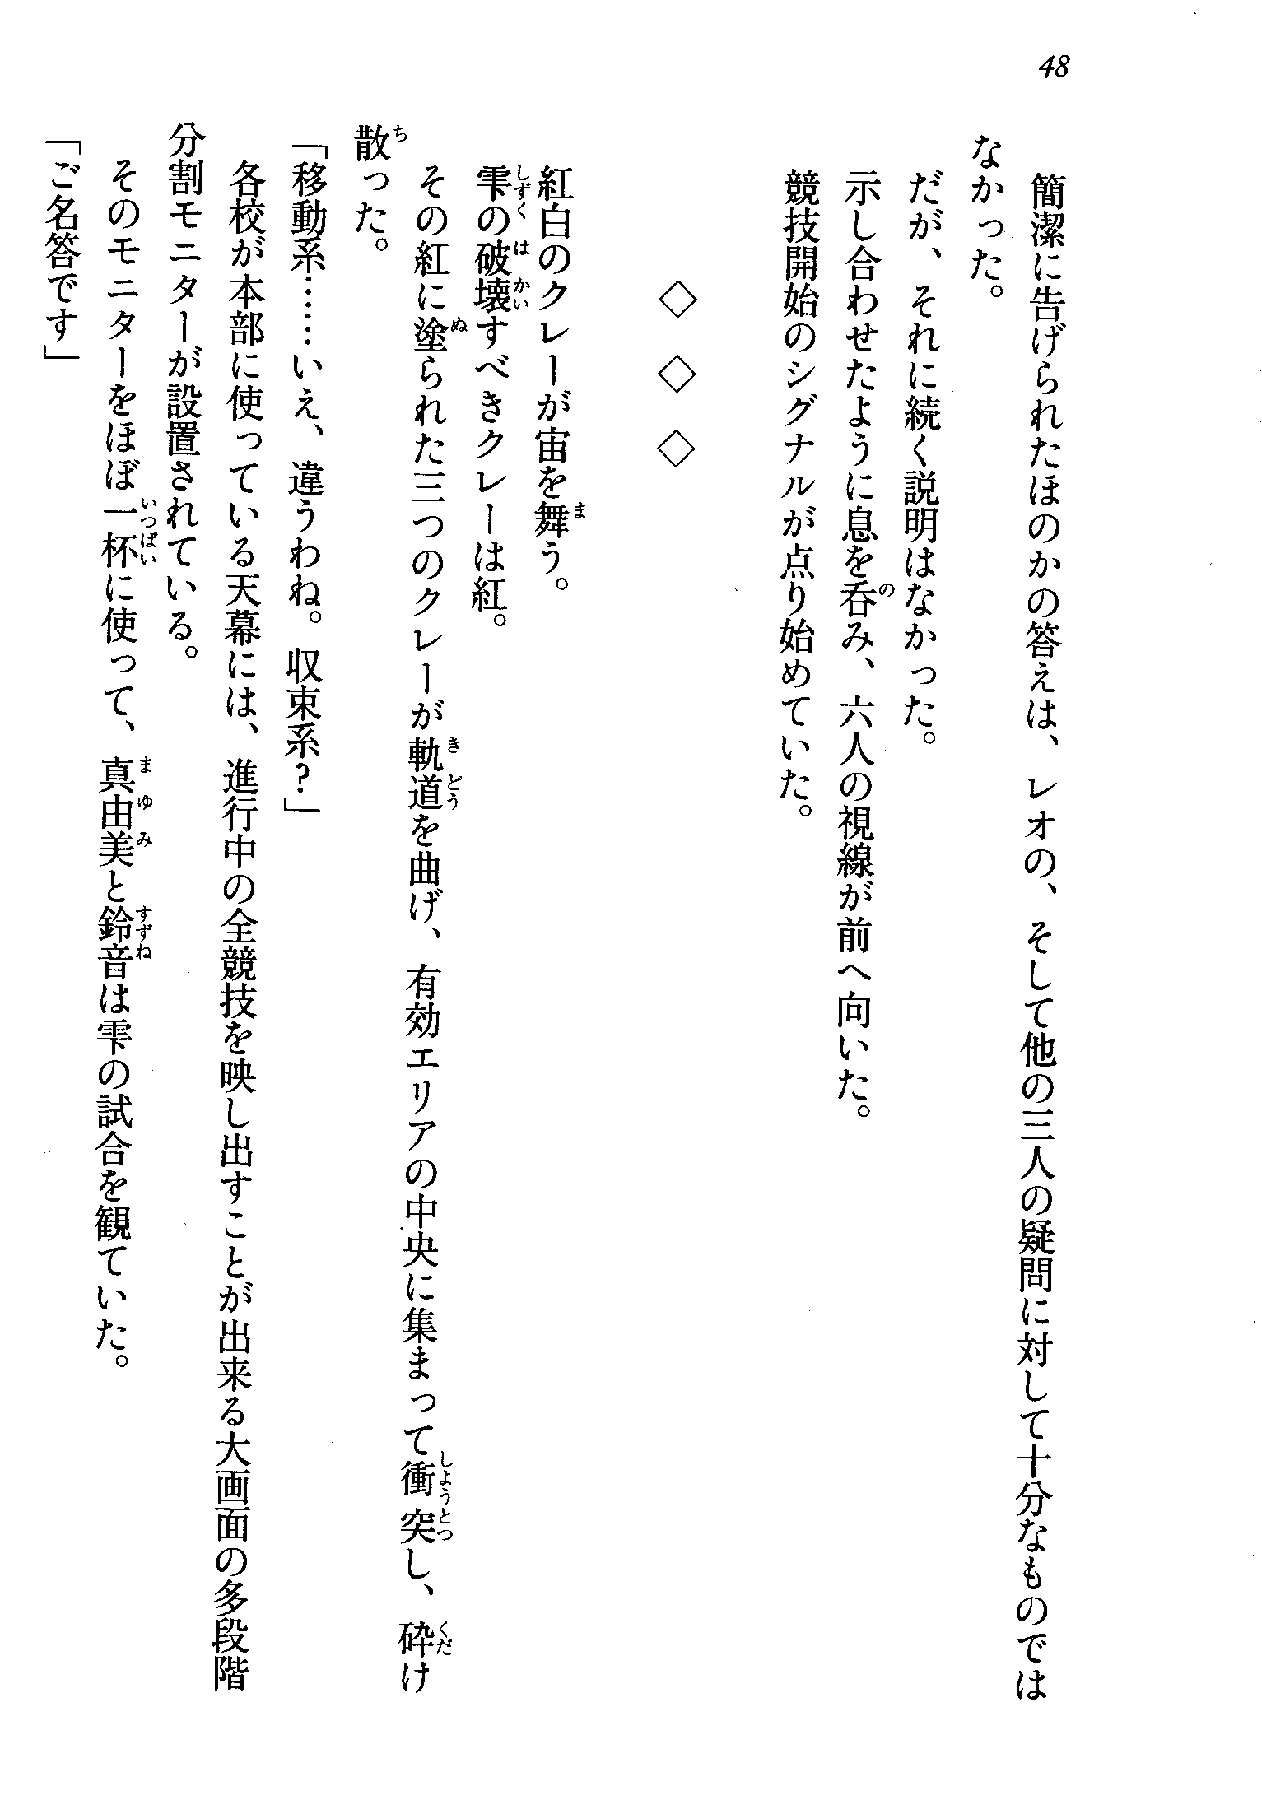 48
簡潔に告げられたほのかの答えは、レオの、そして他の三人の疑問に対して十分なものでは
なかった。
だが、それに続く説明はなかった。
示し合わせたように息を呑み、六人の視線が前へ向いた。
競技開始のシグナルが点り始めていた。
◇ ◇ ◇
紅白のクレーが宙を舞う。
雫の破壊すべきクレーは紅。
その紅に塗られた三つのクレーが軌道を曲げ、有効エリアの中央に集まって衝突し、砕け
散った。
「移動系……いえ、違うわね。収束系?」
各校が本部に使っている天幕には、進行中の全競技を映し出すことが出来る大画面の多段階
分割モニターが設置されている。
そのモニターをほぼ一杯に使って、真由美と鈴音は雫の試合を観ていた。
「ご名答です」